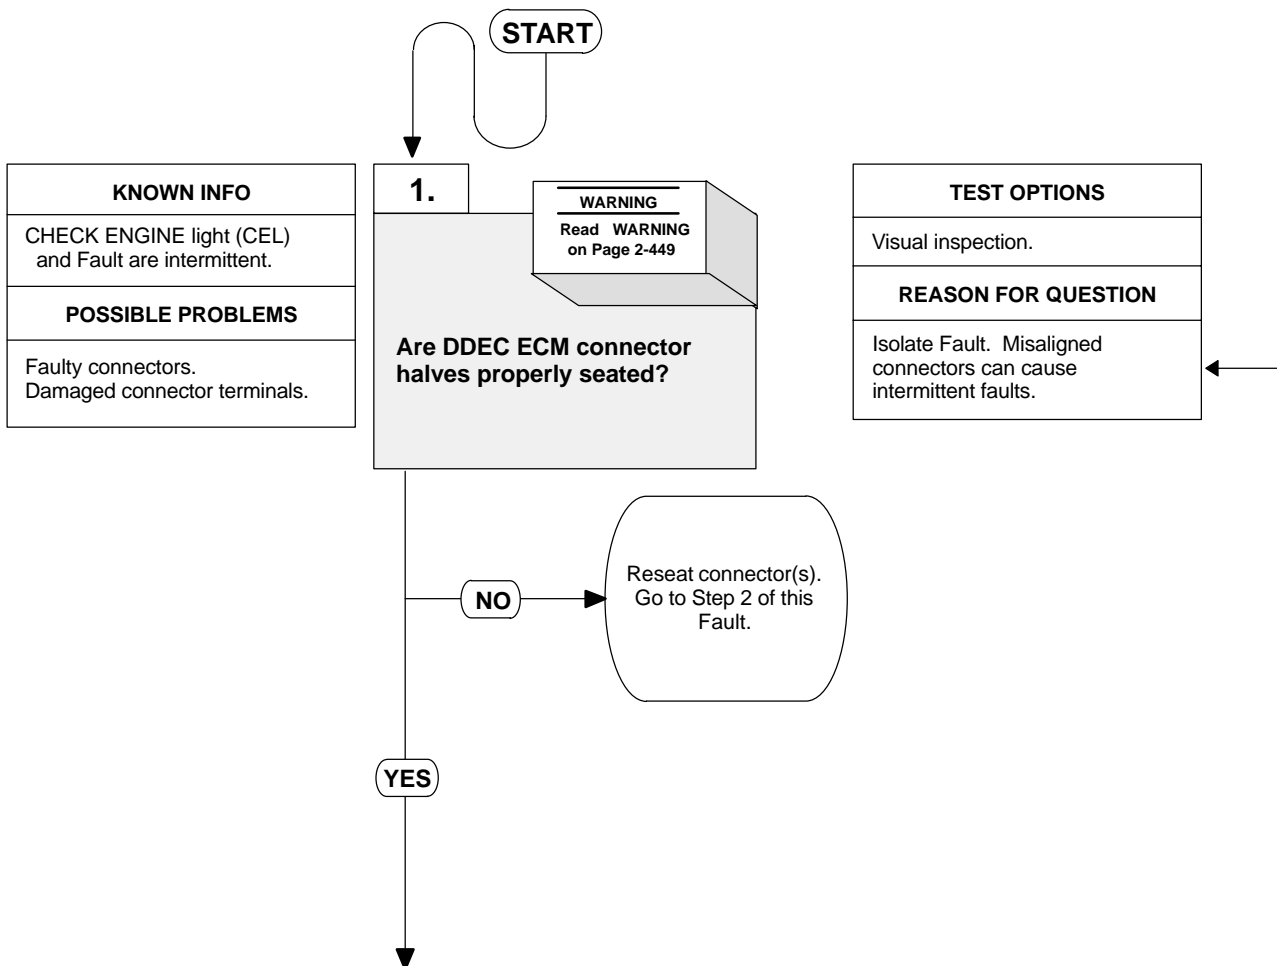 START
KNOWN INFO
CHECK ENGINE light (CEL)
and Fault are intermittent.
POSSIBLE PROBLEMS
Faulty connectors.
Damaged connector terminals.
1.
WARNING
Read WARNING
on Page 2-449
Are DDEC ECM connector
halves properly seated?
TEST OPTIONS
Visual inspection.
REASON FOR QUESTION
Isolate Fault. Misaligned
connectors can cause
intermittent faults.
NO
Reseat connector(s).
Go to Step 2 of this
Fault.
YES